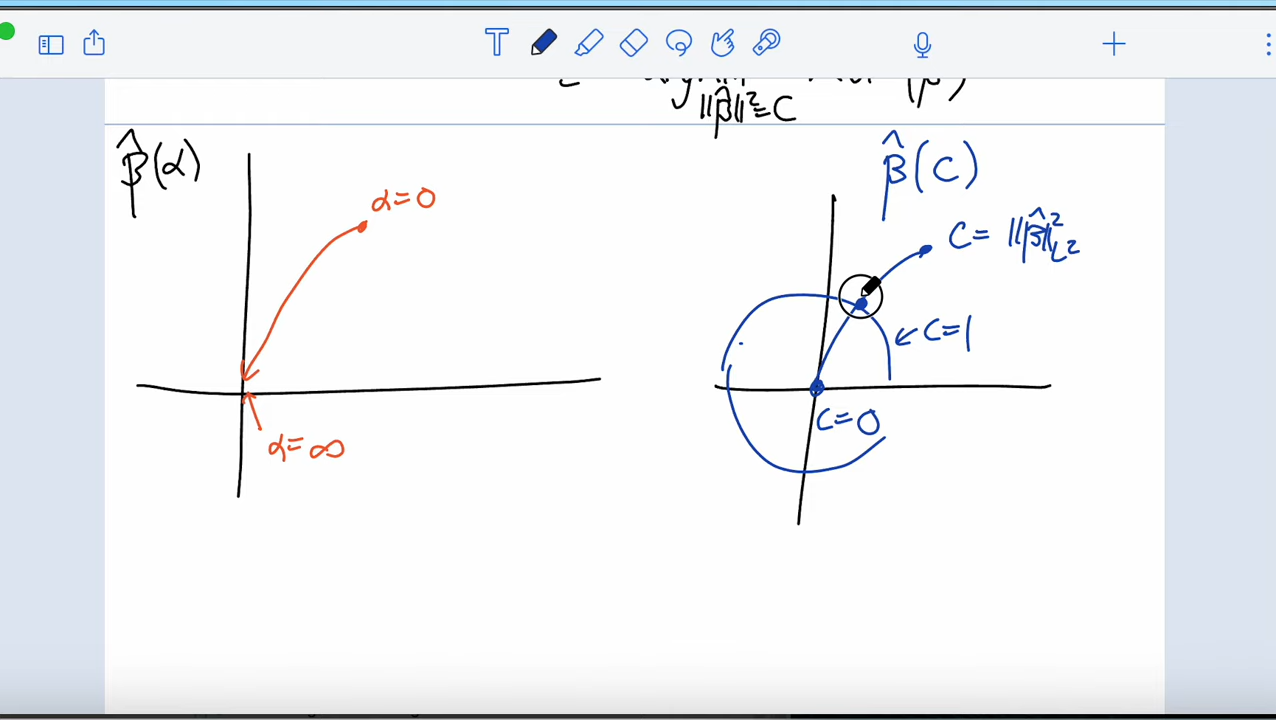 ||β̂||²=C
β̂(α)
α=0
α=∞
β̂(C)
C= ||β̂||²_L²
C=1
C=0